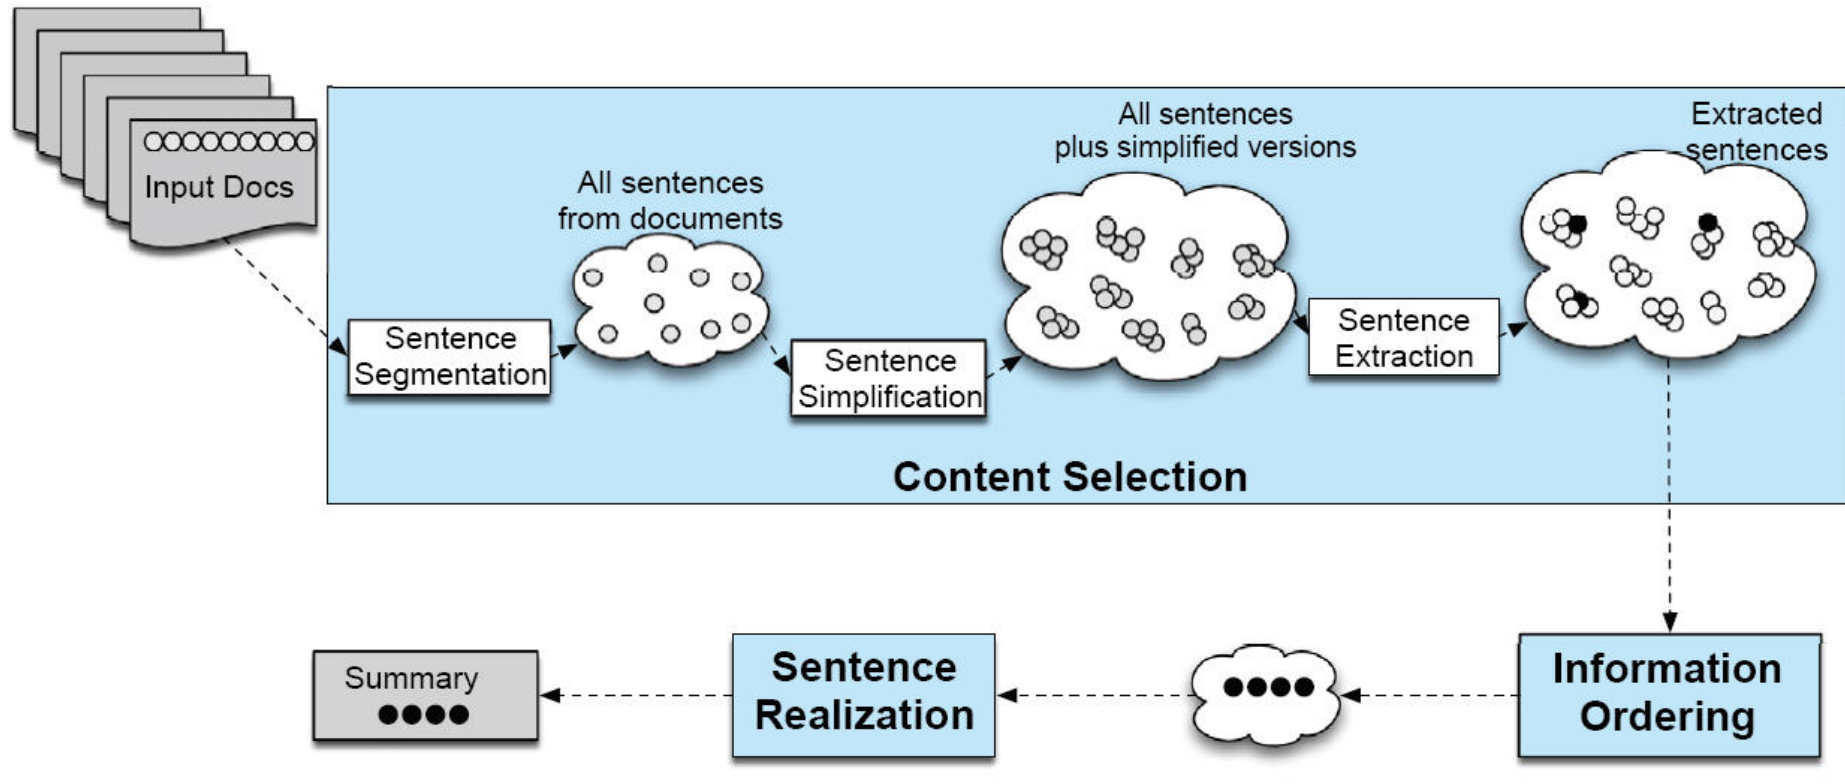 Input Docs
All sentences
from documents
Sentence
Segmentation
Sentence
Simplification
All sentences
plus simplified versions
Sentence
Extraction
Extracted
sentences
Content Selection
Information
Ordering
Sentence
Realization
Summary